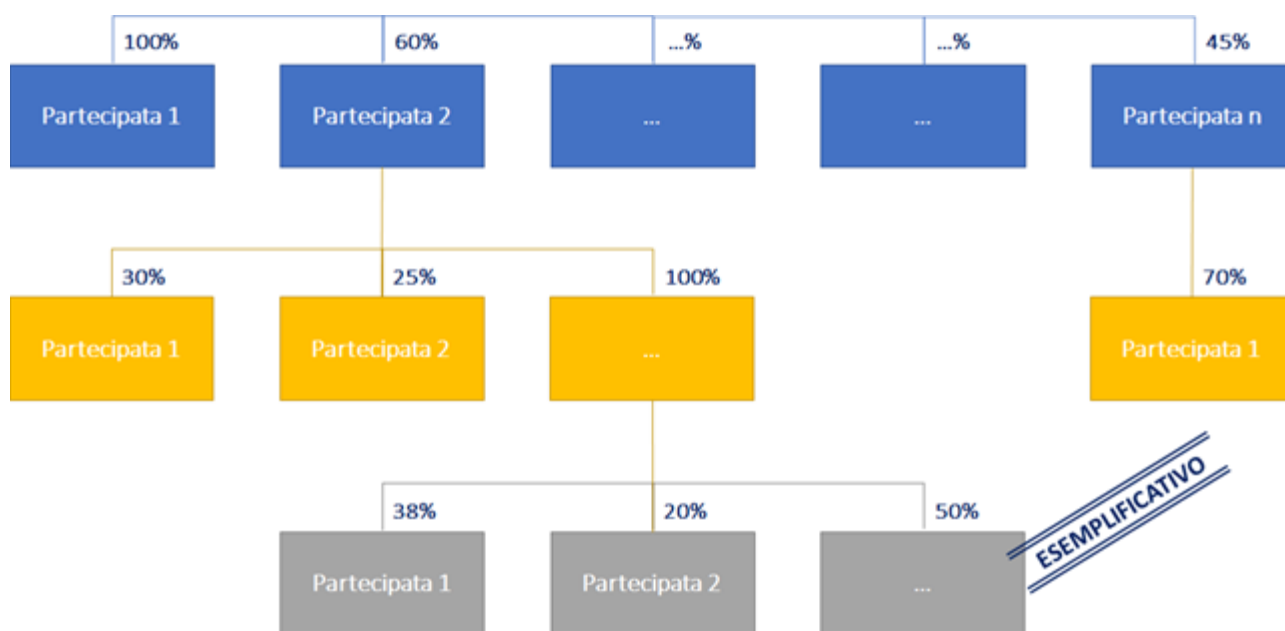 100%
60%
...%
...%
45%
Partecipata 1
Partecipata 2
...
...
Partecipata n
30%
25%
100%
70%
Partecipata 1
Partecipata 2
...
Partecipata 1
38%
20%
50%
ESEMPLIFICATIVO
Partecipata 1
Partecipata 2
...